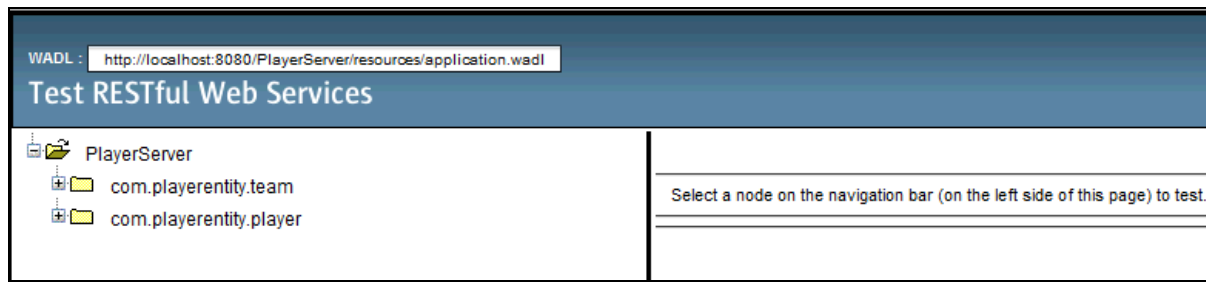 WADL : http://localhost:8080/PlayerServer/resources/application.wadl
Test RESTful Web Services
PlayerServer
com.playerentity.team
com.playerentity.player
Select a node on the navigation bar (on the left side of this page) to test.